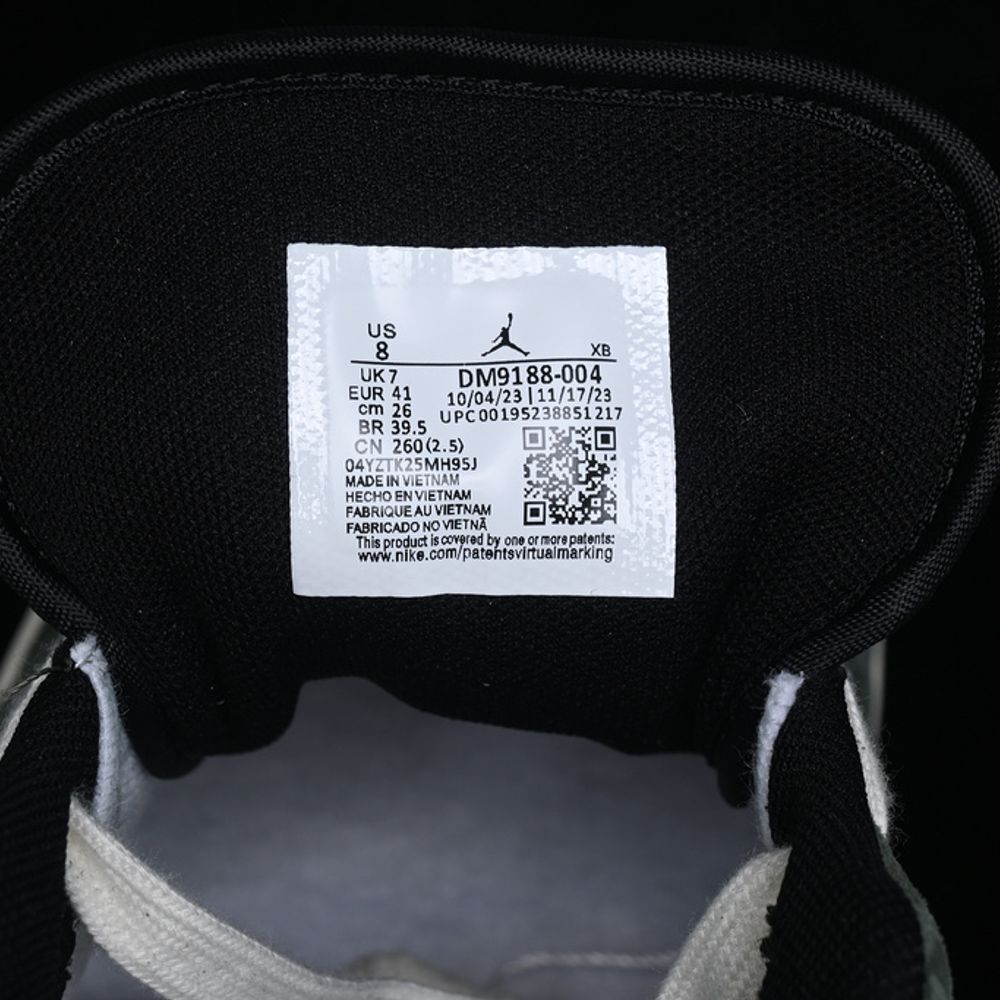 US
8
XB
UK 7
DM9188-004
EUR 41
10/04/23 | 11/17/23
cm 26
UPC00195238851217
BR 39.5
CN 260(2.5)
04YZTK25MH95J
MADE IN VIETNAM
HECHO EN VIETNAM
FABRIQUE AU VIETNAM
FABRICADO NO VIETNÃ
This product is covered by one or more patents:
www.nike.com/patentsvirtualmarking